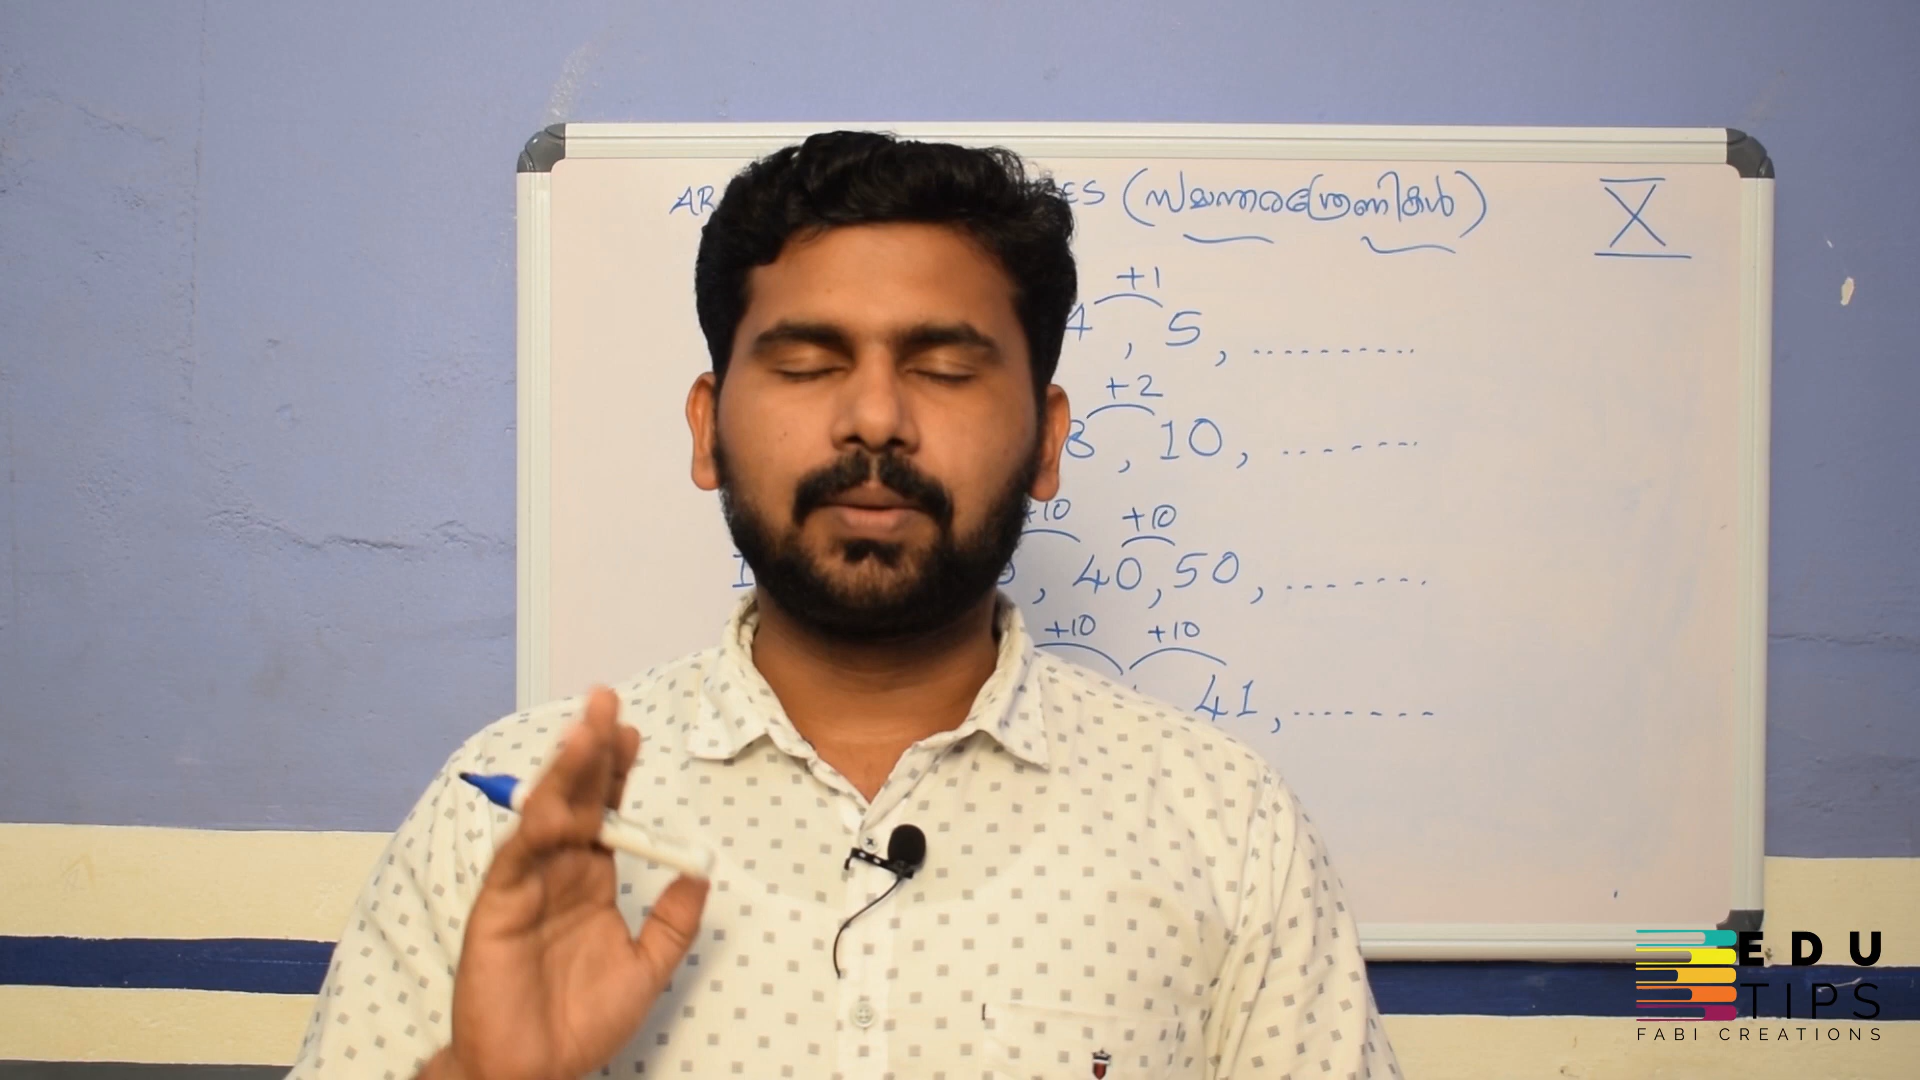 AR ES (സമാന്തരശ്രേണികൾ) X
+1
4, 5, ..........
+2
8, 10, .......
+10 +10
1 , 40, 50, .......
+10 +10
41, .......
EDU
TIPS
FABI CREATIONS